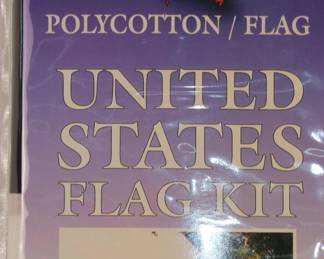 POLYCOTTON / FLAG
UNITED
STATES
FLAG KIT